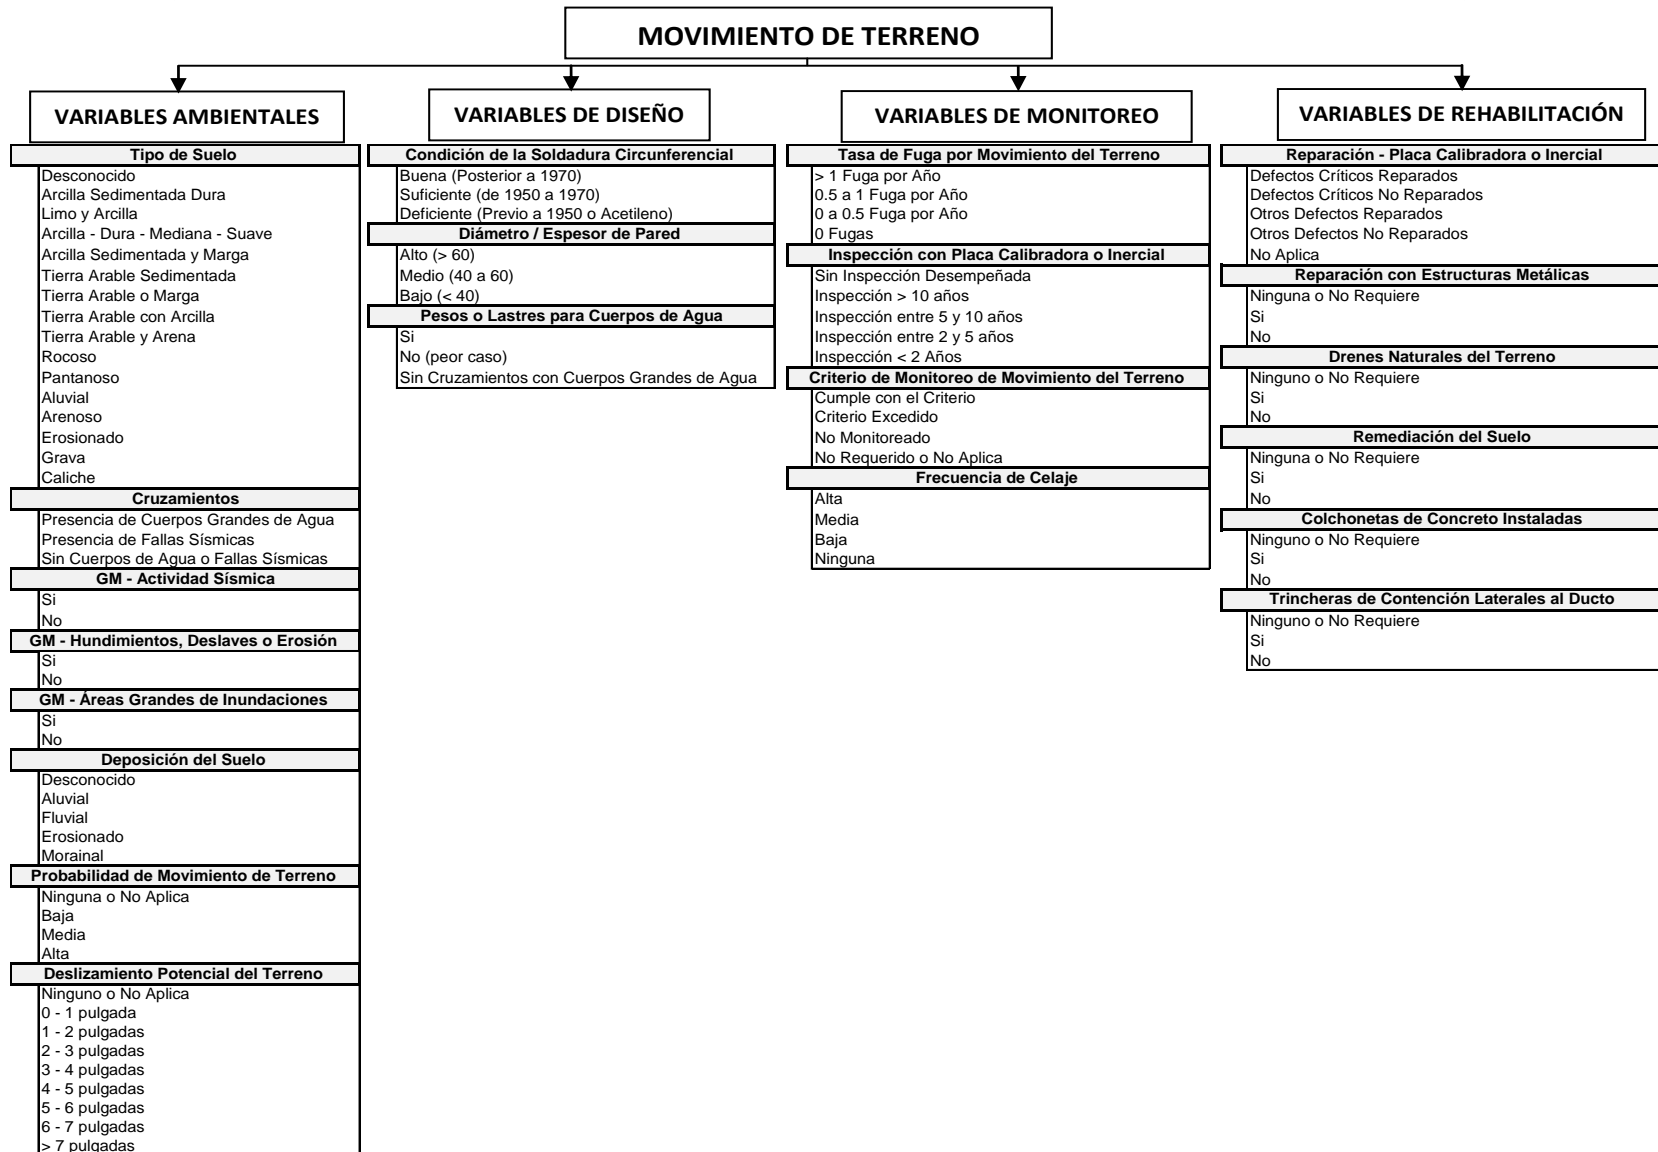 MOVIMIENTO DE TERRENO
VARIABLES AMBIENTALES
Tipo de Suelo
Desconocido
Arcilla Sedimentada Dura
Limo y Arcilla
Arcilla - Dura - Mediana - Suave
Arcilla Sedimentada y Marga
Tierra Arable Sedimentada
Tierra Arable o Marga
Tierra Arable con Arcilla
Tierra Arable y Arena
Rocoso
Pantanoso
Aluvial
Arenoso
Erosionado
Grava
Caliche
Cruzamientos
Presencia de Cuerpos Grandes de Agua
Presencia de Fallas Sísmicas
Sin Cuerpos de Agua o Fallas Sísmicas
GM - Actividad Sísmica
Si
No
GM - Hundimientos, Deslaves o Erosión
Si
No
GM - Áreas Grandes de Inundaciones
Si
No
Deposición del Suelo
Desconocido
Aluvial
Fluvial
Erosionado
Morainal
Probabilidad de Movimiento de Terreno
Ninguna o No Aplica
Baja
Media
Alta
Deslizamiento Potencial del Terreno
Ninguno o No Aplica
0 - 1 pulgada
1 - 2 pulgadas
2 - 3 pulgadas
3 - 4 pulgadas
4 - 5 pulgadas
5 - 6 pulgadas
6 - 7 pulgadas
> 7 pulgadas
VARIABLES DE DISEÑO
Condición de la Soldadura Circunferencial
Buena (Posterior a 1970)
Suficiente (de 1950 a 1970)
Deficiente (Previo a 1950 o Acetileno)
Diámetro / Espesor de Pared
Alto (> 60)
Medio (40 a 60)
Bajo (< 40)
Pesos o Lastres para Cuerpos de Agua
Si
No (peor caso)
Sin Cruzamientos con Cuerpos Grandes de Agua
VARIABLES DE MONITOREO
Tasa de Fuga por Movimiento del Terreno
> 1 Fuga por Año
0.5 a 1 Fuga por Año
0 a 0.5 Fuga por Año
0 Fugas
Inspección con Placa Calibradora o Inercial
Sin Inspección Desempeñada
Inspección > 10 años
Inspección entre 5 y 10 años
Inspección entre 2 y 5 años
Inspección < 2 Años
Criterio de Monitoreo de Movimiento del Terreno
Cumple con el Criterio
Criterio Excedido
No Monitoreado
No Requerido o No Aplica
Frecuencia de Celaje
Alta
Media
Baja
Ninguna
VARIABLES DE REHABILITACIÓN
Reparación - Placa Calibradora o Inercial
Defectos Críticos Reparados
Defectos Críticos No Reparados
Otros Defectos Reparados
Otros Defectos No Reparados
No Aplica
Reparación con Estructuras Metálicas
Ninguna o No Requiere
Si
No
Drenes Naturales del Terreno
Ninguno o No Requiere
Si
No
Remediación del Suelo
Ninguna o No Requiere
Si
No
Colchonetas de Concreto Instaladas
Ninguno o No Requiere
Si
No
Trincheras de Contención Laterales al Ducto
Ninguno o No Requiere
Si
No